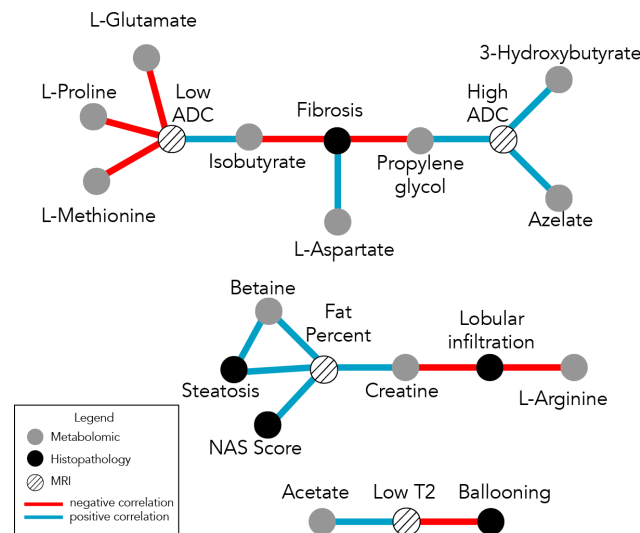 L-Glutamate
3-Hydroxybutyrate
L-Proline
Low
ADC
Fibrosis
High
ADC
Isobutyrate
Propylene
glycol
L-Methionine
L-Aspartate
Azelate
Betaine
Fat
Percent
Lobular
infiltration
Steatosis
Creatine
L-Arginine
NAS Score
Legend
Metabolomic
Histopathology
MRI
negative correlation
positive correlation
Acetate
Low T2
Ballooning